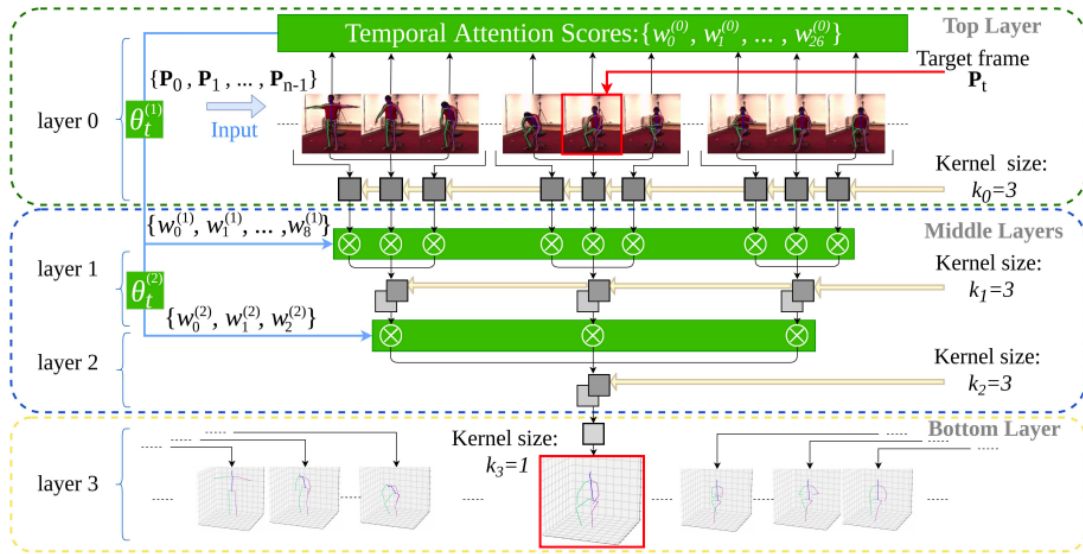 Temporal Attention Scores:{w₀⁽⁰⁾, w₁⁽⁰⁾, ... , w₂₆⁽⁰⁾}
Top Layer
Target frame
Pₜ
{P₀ , P₁ , ... , Pₙ₋₁}
layer 0
θₜ⁽¹⁾
Input
Kernel size:
k₀=3
{w₀⁽¹⁾, w₁⁽¹⁾, ... ,w₈⁽¹⁾}
Middle Layers
layer 1
θₜ⁽²⁾
Kernel size:
k₁=3
{w₀⁽²⁾, w₁⁽²⁾, w₂⁽²⁾}
layer 2
Kernel size:
k₂=3
Bottom Layer
Kernel size:
k₃=1
layer 3